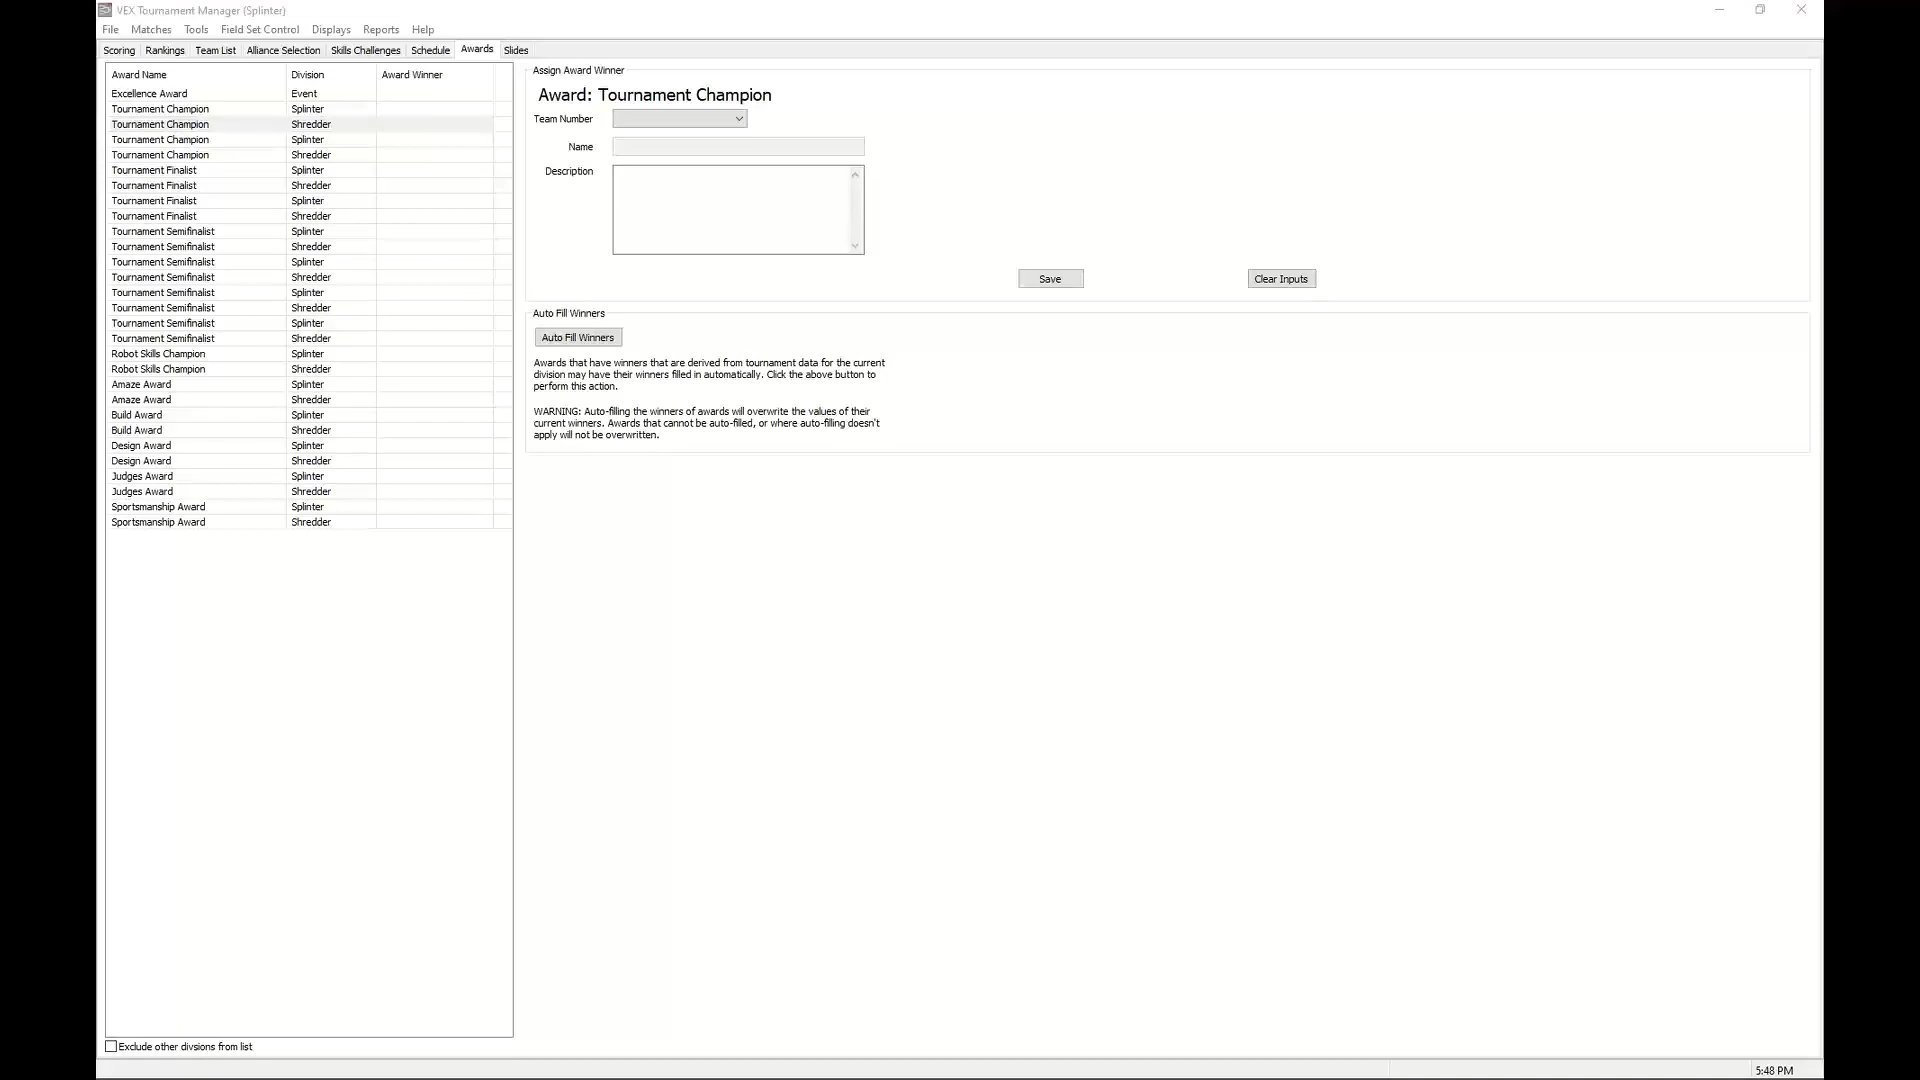 VEX Tournament Manager (Splinter)
File Matches Tools Field Set Control Displays Reports Help
Scoring Rankings Team List Alliance Selection Skills Challenges Schedule Awards Slides
Award Name Division Award Winner
Excellence Award Event
Tournament Champion Splinter
Tournament Champion Shredder
Tournament Champion Splinter
Tournament Champion Shredder
Tournament Finalist Splinter
Tournament Finalist Shredder
Tournament Finalist Splinter
Tournament Finalist Shredder
Tournament Semifinalist Splinter
Tournament Semifinalist Shredder
Tournament Semifinalist Splinter
Tournament Semifinalist Shredder
Tournament Semifinalist Splinter
Tournament Semifinalist Shredder
Tournament Semifinalist Splinter
Tournament Semifinalist Shredder
Robot Skills Champion Splinter
Robot Skills Champion Shredder
Amaze Award Splinter
Amaze Award Shredder
Build Award Splinter
Build Award Shredder
Design Award Splinter
Design Award Shredder
Judges Award Splinter
Judges Award Shredder
Sportsmanship Award Splinter
Sportsmanship Award Shredder
Exclude other divsions from list
Assign Award Winner
Award: Tournament Champion
Team Number
Name
Description
Save Clear Inputs
Auto Fill Winners
Auto Fill Winners
Awards that have winners that are derived from tournament data for the current
division may have their winners filled in automatically. Click the above button to
perform this action.
WARNING: Auto-filling the winners of awards will overwrite the values of their
current winners. Awards that cannot be auto-filled, or where auto-filling doesn't
apply will not be overwritten.
5:48 PM